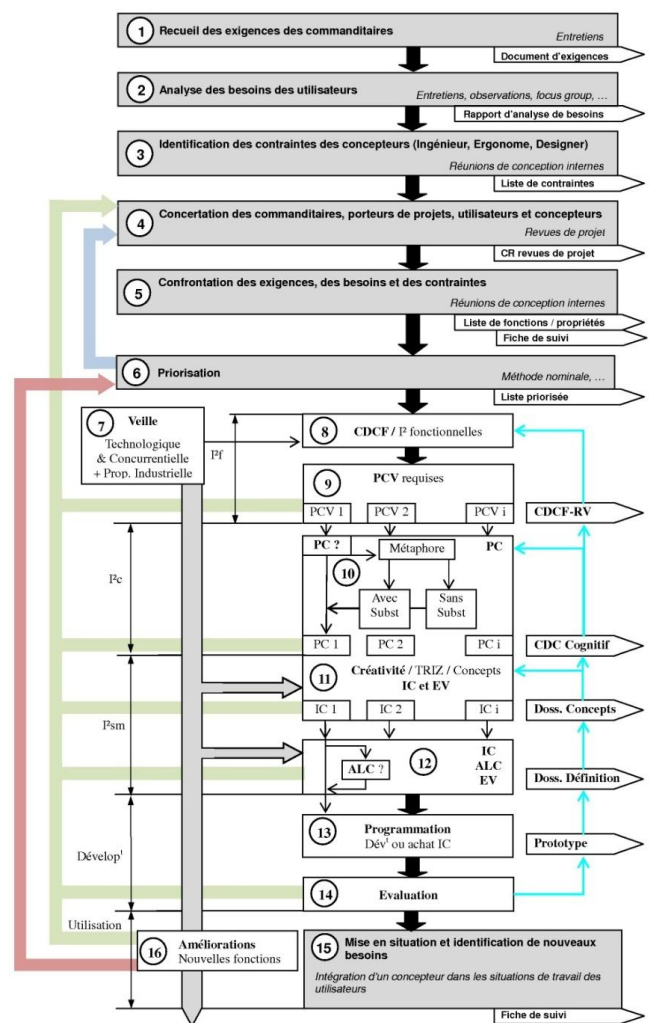 1 Recueil des exigences des commanditaires
Entretiens
Document d'exigences
2 Analyse des besoins des utilisateurs
Entretiens, observations, focus group, ...
Rapport d'analyse de besoins
3 Identification des contraintes des concepteurs (Ingénieur, Ergonome, Designer)
Réunions de conception internes
Liste de contraintes
4 Concertation des commanditaires, porteurs de projets, utilisateurs et concepteurs
Revues de projet
CR revues de projet
5 Confrontation des exigences, des besoins et des contraintes
Réunions de conception internes
Liste de fonctions / propriétés
Fiche de suivi
6 Priorisation
Méthode nominale, ...
Liste priorisée
7 Veille
Technologique
& Concurrentielle
+ Prop. Industrielle
I²f
8 CDCF / I² fonctionnelles
9 PCV requises
PCV 1 PCV 2 PCV i
CDCF-RV
I²c
PC ? Métaphore PC
10
Avec Subst
Sans Subst
PC 1 PC 2 PC i
CDC Cognitif
11 Créativité / TRIZ / Concepts
IC et EV
I²sm
IC 1 IC 2 IC i
Doss. Concepts
12 IC
ALC
EV
ALC ?
Doss. Définition
13 Programmation
Dévᵗ ou achat IC
Prototype
Développᵗ
14 Evaluation
Utilisation
15 Mise en situation et identification de nouveaux
besoins
Intégration d'un concepteur dans les situations de travail des
utilisateurs
16 Améliorations
Nouvelles fonctions
Fiche de suivi